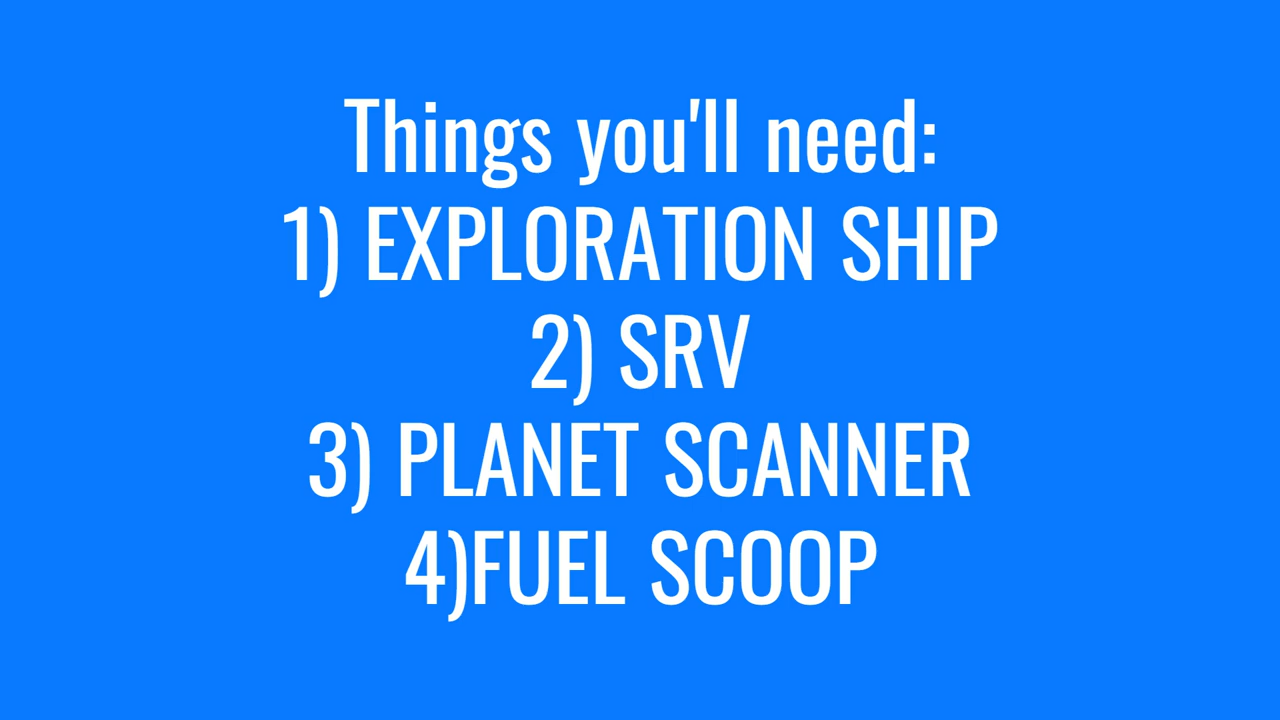 Things you'll need:
1) EXPLORATION SHIP
2) SRV
3) PLANET SCANNER
4)FUEL SCOOP